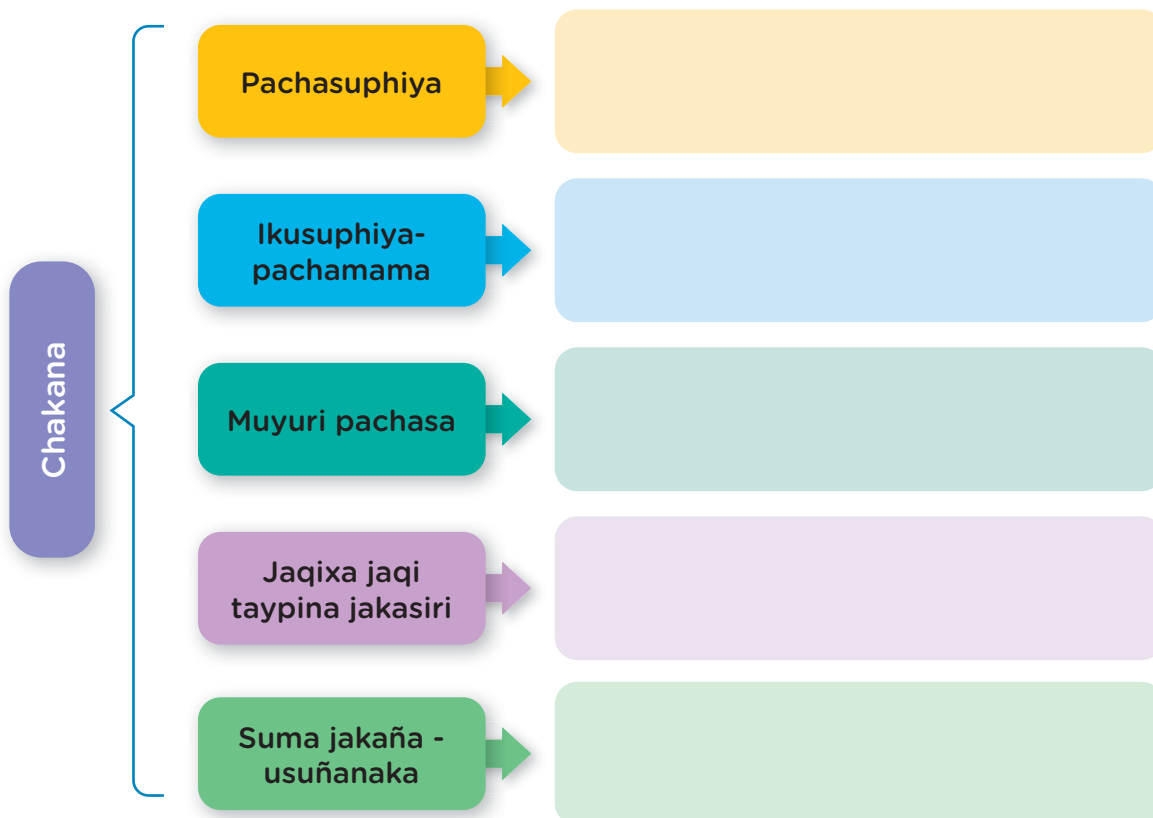 Chakana
Pachasuphiya
Ikusuphiya-
pachamama
Muyuri pachasa
Jaqixa jaqi
taypina jakasiri
Suma jakaña -
usuñanaka